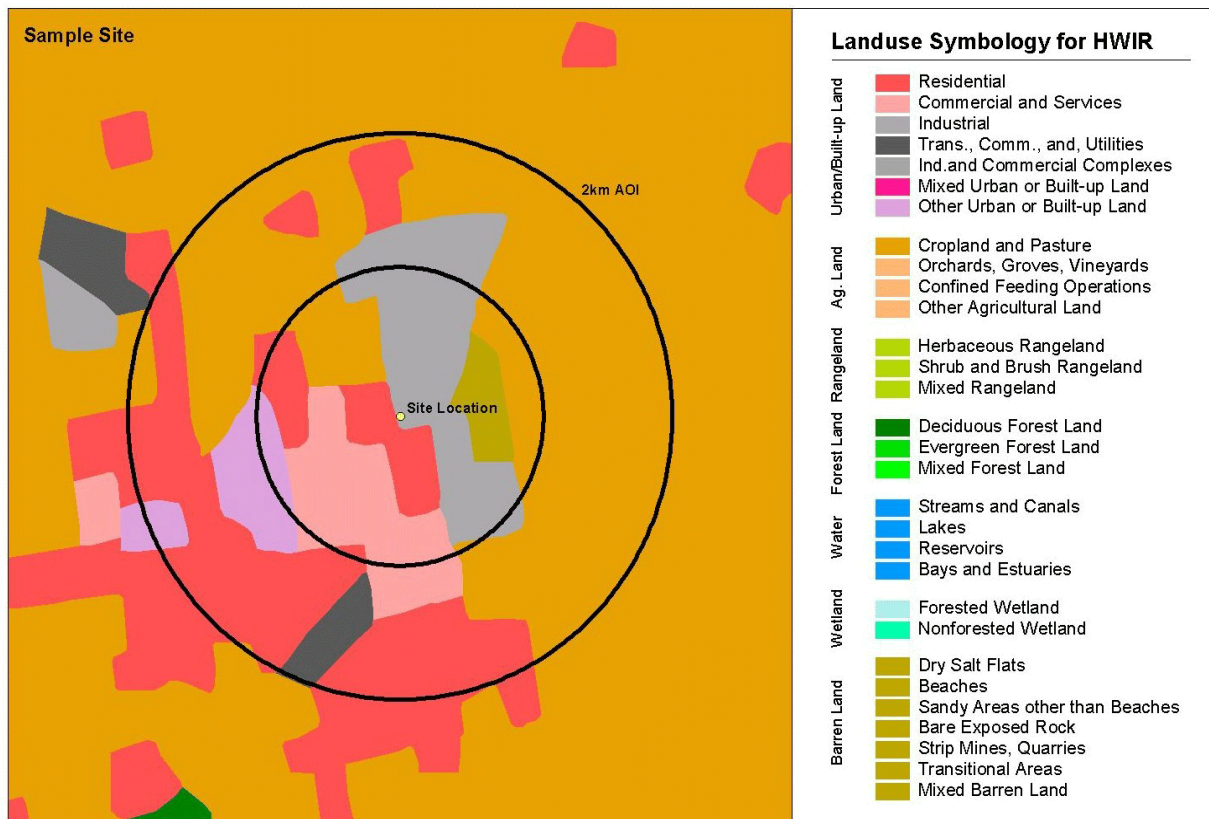 Sample Site
2km AOI
Site Location
Landuse Symbology for HWIR
Urban/Built-up Land
Residential
Commercial and Services
Industrial
Trans., Comm., and, Utilities
Ind.and Commercial Complexes
Mixed Urban or Built-up Land
Other Urban or Built-up Land
Ag. Land
Cropland and Pasture
Orchards, Groves, Vineyards
Confined Feeding Operations
Other Agricultural Land
Rangeland
Herbaceous Rangeland
Shrub and Brush Rangeland
Mixed Rangeland
Forest Land
Deciduous Forest Land
Evergreen Forest Land
Mixed Forest Land
Water
Streams and Canals
Lakes
Reservoirs
Bays and Estuaries
Wetland
Forested Wetland
Nonforested Wetland
Barren Land
Dry Salt Flats
Beaches
Sandy Areas other than Beaches
Bare Exposed Rock
Strip Mines, Quarries
Transitional Areas
Mixed Barren Land